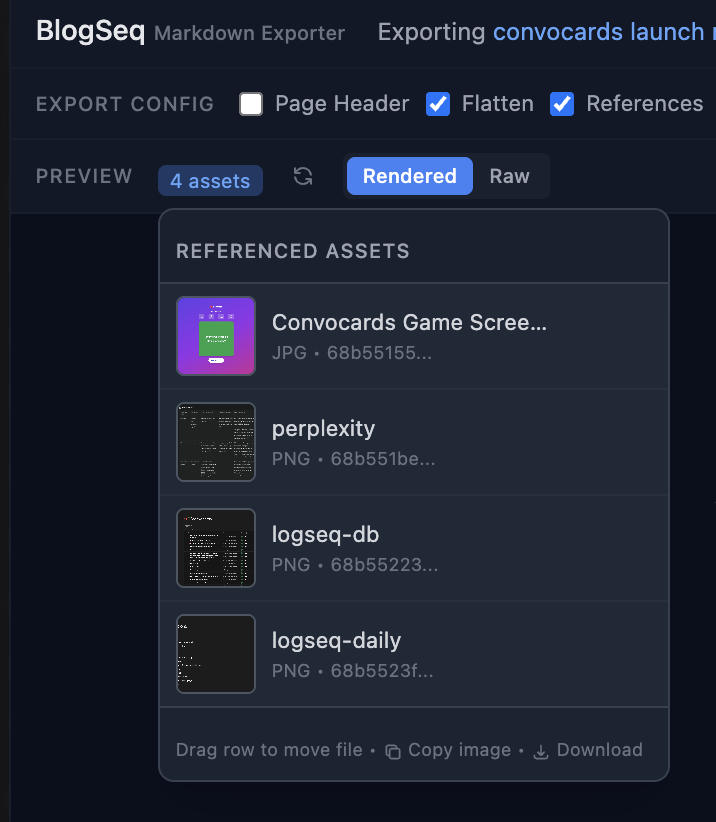 BlogSeq Markdown Exporter Exporting convocards launch
EXPORT CONFIG Page Header Flatten References
PREVIEW 4 assets Rendered Raw
REFERENCED ASSETS
Convocards Game Scree...
JPG • 68b55155...
perplexity
PNG • 68b551be...
logseq-db
PNG • 68b55223...
logseq-daily
PNG • 68b5523f...
Drag row to move file • Copy image • Download